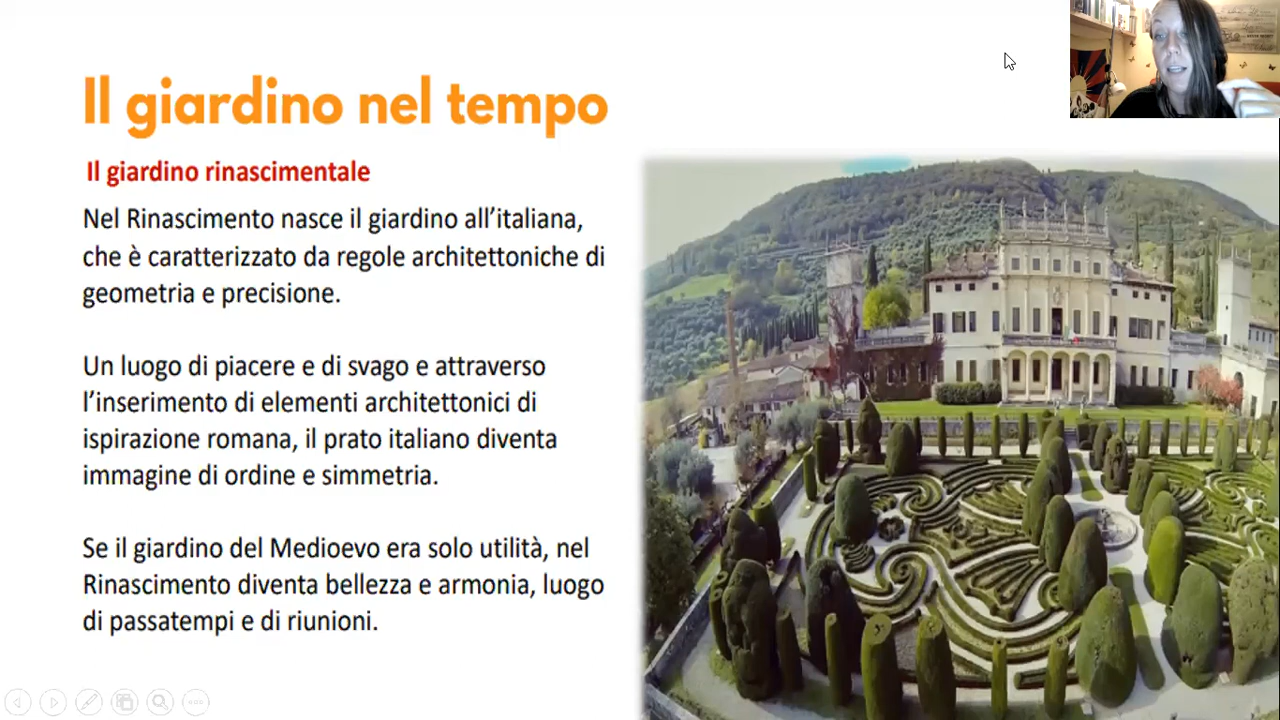 Il giardino nel tempo
Il giardino rinascimentale
Nel Rinascimento nasce il giardino all’italiana,
che è caratterizzato da regole architettoniche di
geometria e precisione.
Un luogo di piacere e di svago e attraverso
l’inserimento di elementi architettonici di
ispirazione romana, il prato italiano diventa
immagine di ordine e simmetria.
Se il giardino del Medioevo era solo utilità, nel
Rinascimento diventa bellezza e armonia, luogo
di passatempi e di riunioni.